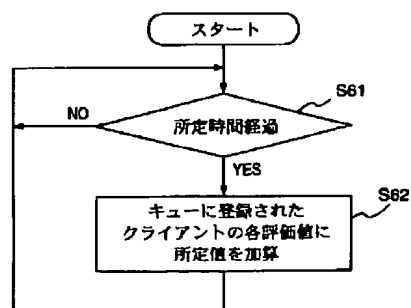 スタート
S61
NO
所定時間経過
YES
S62
キューに登録された
クライアントの各評価値に
所定値を加算